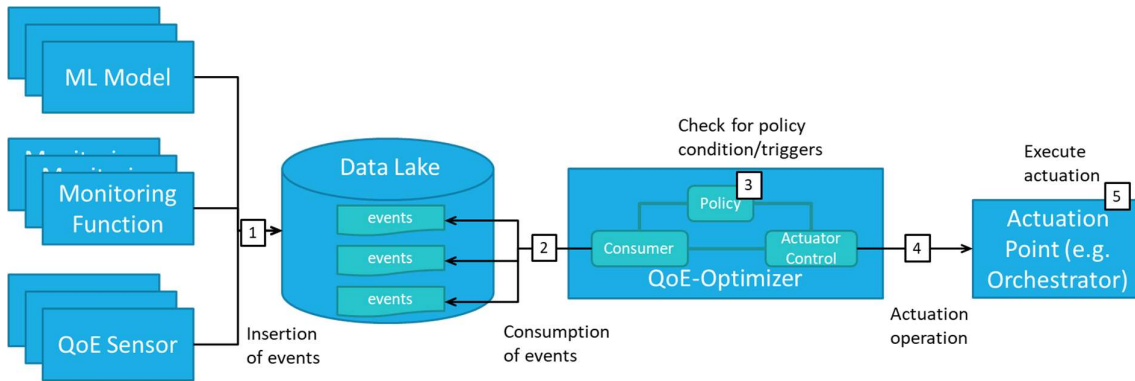 ML Model
Monitoring
Monitoring
Monitoring
Function
QoE Sensor
1
Insertion
of events
Data Lake
events
events
events
2
Consumption
of events
Check for policy
condition/triggers
3
Policy
Consumer
Actuator
Control
QoE-Optimizer
4
Actuation
operation
Execute
actuation
5
Actuation
Point (e.g.
Orchestrator)